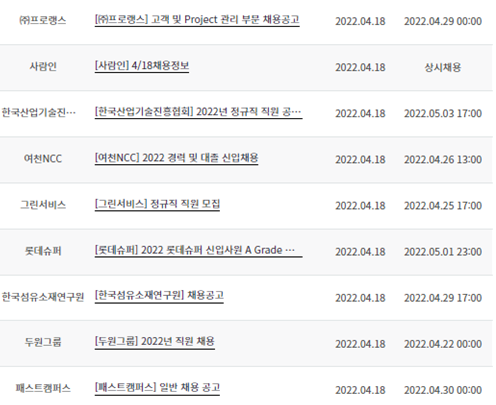 ㈜프로랭스 [㈜프로랭스] 고객 및 Project 관리 부문 채용공고 2022.04.18 2022.04.29 00:00
사람인 [사람인] 4/18채용정보 2022.04.18 상시채용
한국산업기술진⋯ [한국산업기술진흥협회] 2022년 정규직 직원 공⋯ 2022.04.18 2022.05.03 17:00
여천NCC [여천NCC] 2022 경력 및 대졸 신입채용 2022.04.18 2022.04.26 13:00
그린서비스 [그린서비스] 정규직 직원 모집 2022.04.18 2022.04.25 17:00
롯데슈퍼 [롯데슈퍼] 2022 롯데슈퍼 신입사원 A Grade ⋯ 2022.04.18 2022.05.01 23:00
한국섬유소재연구원 [한국섬유소재연구원] 채용공고 2022.04.18 2022.04.29 17:00
두원그룹 [두원그룹] 2022년 직원 채용 2022.04.18 2022.04.22 00:00
패스트캠퍼스 [패스트캠퍼스] 일반 채용 공고 2022.04.18 2022.04.30 00:00